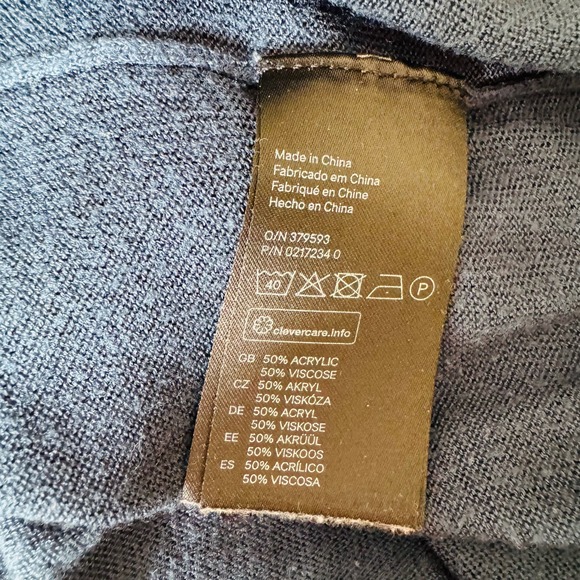 Made in China
Fabricado em China
Fabriqué en Chine
Hecho en China
O/N 379593
P/N 0217234 0
40 P
clevercare.info
GB 50% ACRYLIC
50% VISCOSE
CZ 50% AKRYL
50% VISKÓZA
DE 50% ACRYL
50% VISKOSE
EE 50% AKRÜÜL
50% VISKOOS
ES 50% ACRÍLICO
50% VISCOSA